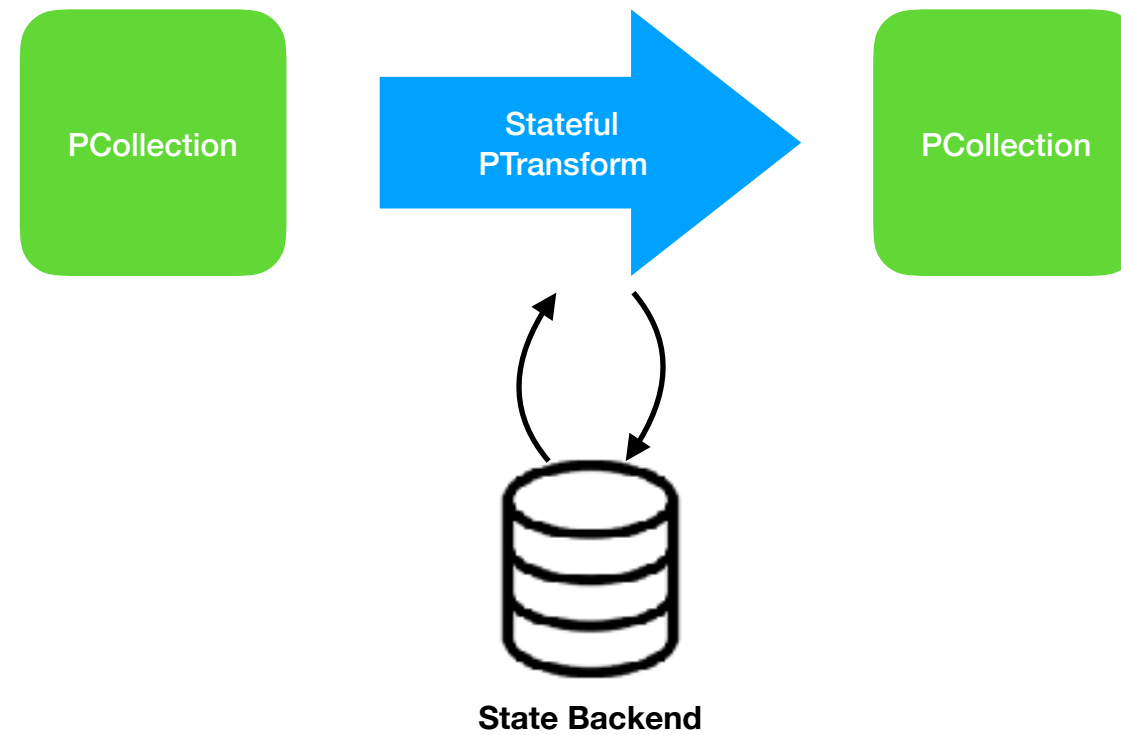 PCollection
Stateful
PTransform
PCollection
State Backend